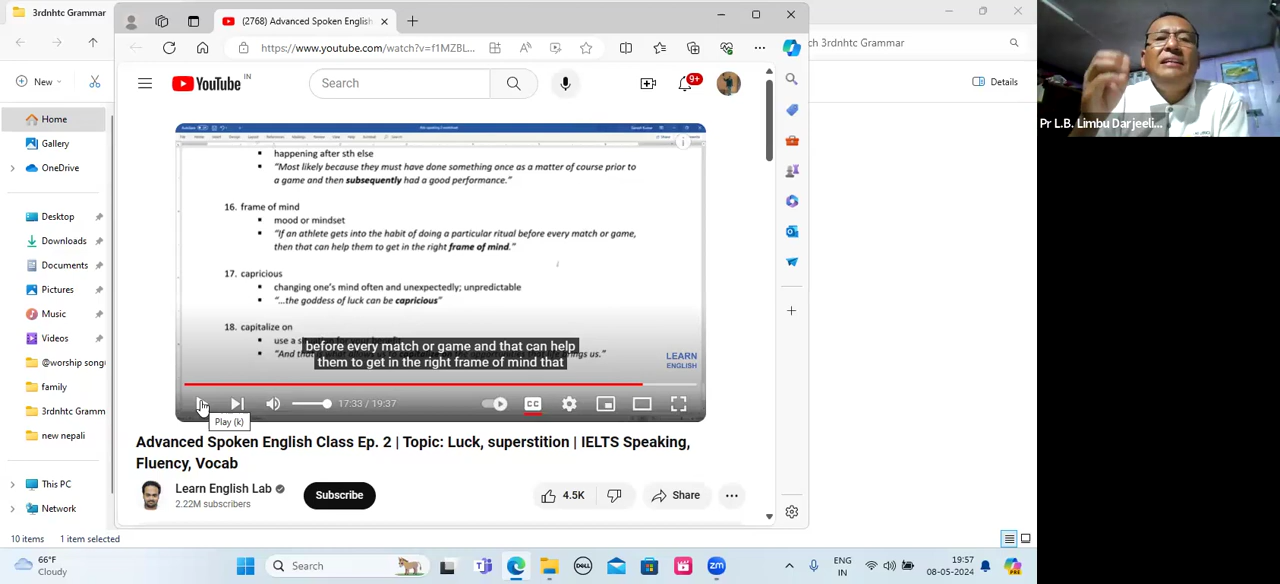 3rdnhtc Grammar
(2768) Advanced Spoken English
https://www.youtube.com/watch?v=f1MZBL...
ch 3rdnhtc Grammar
New
Details
YouTube IN
Search
9+
Pr L.B. Limbu Darjeeli...
Home
Gallery
OneDrive
Desktop
Downloads
Documents
Pictures
Music
Videos
@worship song
family
3rdnhtc Gramm
new nepali
This PC
Network
happening after sth else
"Most likely because they must have done something once as a matter of course prior to
a game and then subsequently had a good performance."
16. frame of mind
mood or mindset
"If an athlete gets into the habit of doing a particular ritual before every match or game,
then that can help them to get in the right frame of mind."
17. capricious
changing one's mind often and unexpectedly; unpredictable
"...the goddess of luck can be capricious"
18. capitalize on
before every match or game and that can help
them to get in the right frame of mind that
LEARN
ENGLISH
17:33 / 19:37
CC
Play (k)
Advanced Spoken English Class Ep. 2 | Topic: Luck, superstition | IELTS Speaking,
Fluency, Vocab
Learn English Lab
2.22M subscribers
Subscribe
4.5K
Share
10 items
1 item selected
66°F
Cloudy
Search
DELL
zm
ENG
IN
19:57
08-05-2024
PRE